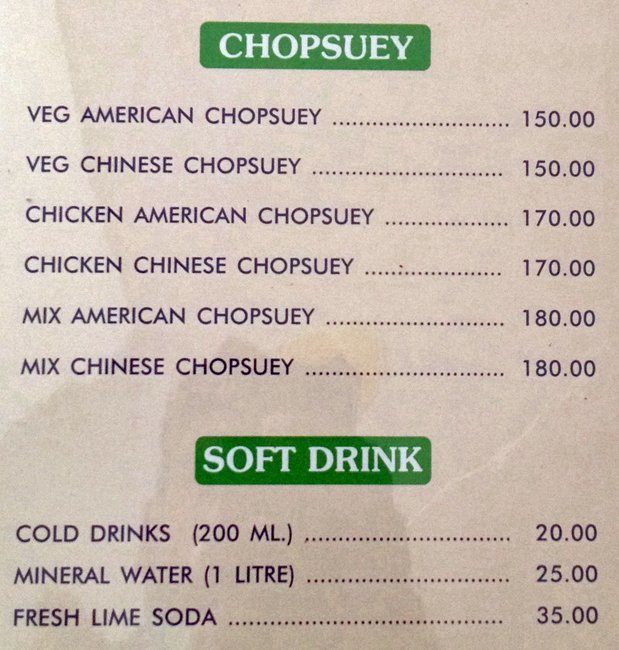 CHOPSUEY
VEG AMERICAN CHOPSUEY ............................ 150.00
VEG CHINESE CHOPSUEY .............................. 150.00
CHICKEN AMERICAN CHOPSUEY .................... 170.00
CHICKEN CHINESE CHOPSUEY ...................... 170.00
MIX AMERICAN CHOPSUEY ............................ 180.00
MIX CHINESE CHOPSUEY ................................ 180.00
SOFT DRINK
COLD DRINKS (200 ML.) ................................. 20.00
MINERAL WATER (1 LITRE) ................................ 25.00
FRESH LIME SODA ............................................ 35.00